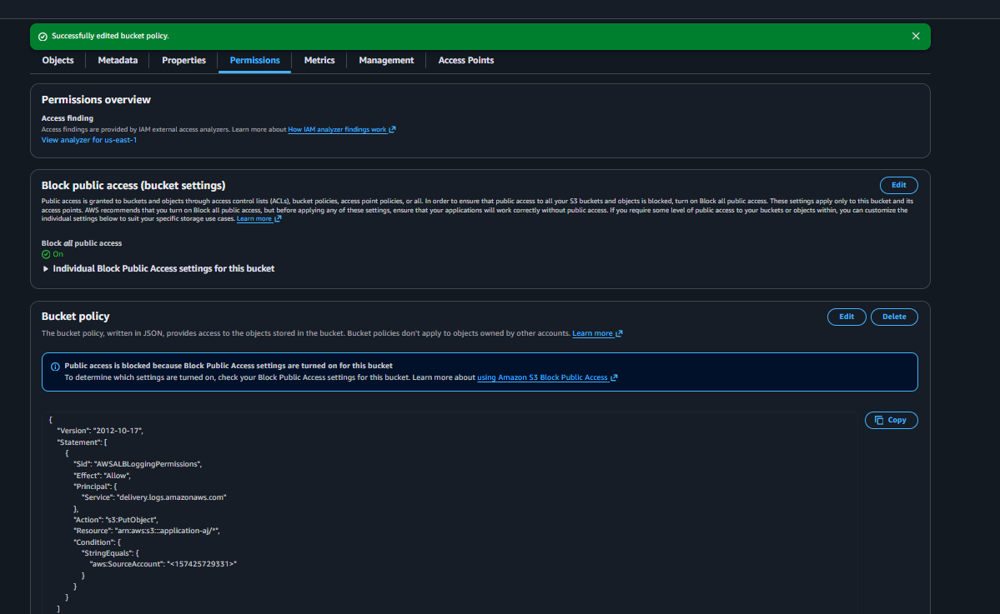 Successfully edited bucket policy.
Objects Metadata Properties Permissions Metrics Management Access Points
Permissions overview
Access finding
Access findings are provided by IAM external access analyzers. Learn more about How IAM analyzer findings work
View analyzer for us-east-1
Block public access (bucket settings)
Edit
Public access is granted to buckets and objects through access control lists (ACLs), bucket policies, access point policies, or all. In order to ensure that public access to all your S3 buckets and objects is blocked, turn on Block all public access. These settings apply only to this bucket and its
access points. AWS recommends that you turn on Block all public access, but before applying any of these settings, ensure that your applications will work correctly without public access. If you require some level of public access to your buckets or objects within, you can customize the
individual settings below to suit your specific storage use cases. Learn more
Block all public access
On
Individual Block Public Access settings for this bucket
Bucket policy
Edit Delete
The bucket policy, written in JSON, provides access to the objects stored in the bucket. Bucket policies don't apply to objects owned by other accounts. Learn more
Public access is blocked because Block Public Access settings are turned on for this bucket
To determine which settings are turned on, check your Block Public Access settings for this bucket. Learn more about using Amazon S3 Block Public Access
Copy
{
"Version": "2012-10-17",
"Statement": [
{
"Sid": "AWSALBLoggingPermissions",
"Effect": "Allow",
"Principal": {
"Service": "delivery.logs.amazonaws.com"
},
"Action": "s3:PutObject",
"Resource": "arn:aws:s3:::application-aj/*",
"Condition": {
"StringEquals": {
"aws:SourceAccount": "<157425729331>"
}
}
}
]